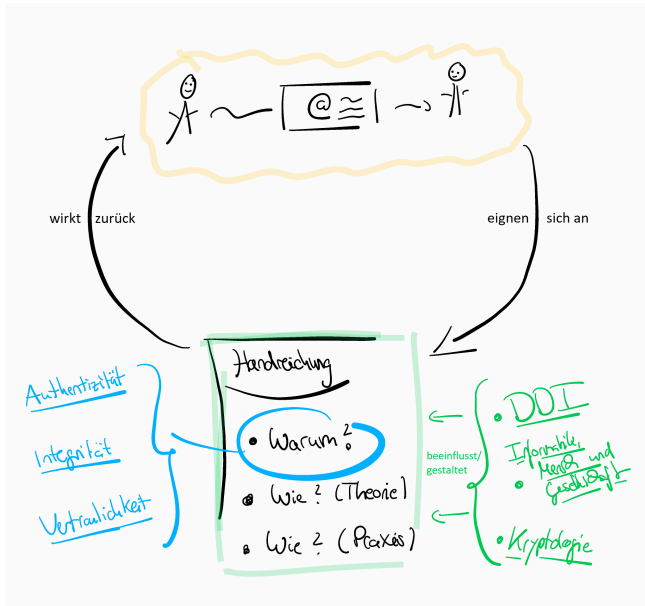 @
wirkt zurück
eignen sich an
Handreichung
Warum?
Wie? (Theorie)
Wie? (Praxis)
Authentizität
Integrität
Vertraulichkeit
beeinflusst/
gestaltet
DDI
Informatik,
Mensch und
Gesellschaft
Kryptologie